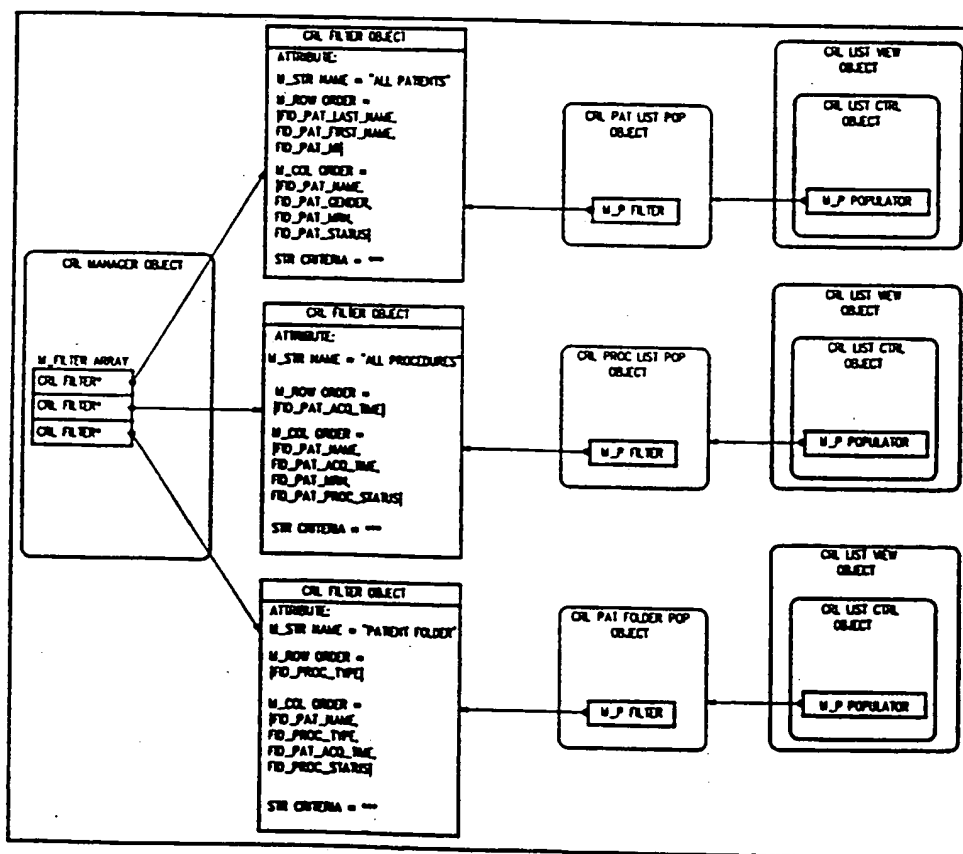 CRL FILTER OBJECT
ATTRIBUTE:
M_STR NAME = "ALL PATIENTS"
M_ROW ORDER =
[FID_PAT_LAST_NAME,
FID_PAT_FIRST_NAME,
FID_PAT_MI]
M_COL ORDER =
[FID_PAT_NAME,
FID_PAT_GENDER,
FID_PAT_MRN,
FID_PAT_STATUS]
STR CRITERIA = ""
CRL PAT LIST POP
OBJECT
M_P FILTER
CRL LIST VIEW
OBJECT
CRL LIST CTRL
OBJECT
M_P POPULATOR
CRL MANAGER OBJECT
M_FILTER ARRAY
CRL FILTER*
CRL FILTER*
CRL FILTER*
CRL FILTER OBJECT
ATTRIBUTE:
M_STR NAME = "ALL PROCEDURES"
M_ROW ORDER =
[FID_PAT_ACQ_TIME]
M_COL ORDER =
[FID_PAT_NAME,
FID_PAT_ACQ_TIME,
FID_PAT_MRN,
FID_PAT_PROC_STATUS]
STR CRITERIA = ""
CRL PROC LIST POP
OBJECT
M_P FILTER
CRL LIST VIEW
OBJECT
CRL LIST CTRL
OBJECT
M_P POPULATOR
CRL FILTER OBJECT
ATTRIBUTE:
M_STR NAME = "PATIENT FOLDER"
M_ROW ORDER =
[FID_PROC_TYPE]
M_COL ORDER =
[FID_PAT_NAME,
FID_PROC_TYPE,
FID_PAT_ACQ_TIME,
FID_PROC_STATUS]
STR CRITERIA = ""
CRL PAT FOLDER POP
OBJECT
M_P FILTER
CRL LIST VIEW
OBJECT
CRL LIST CTRL
OBJECT
M_P POPULATOR